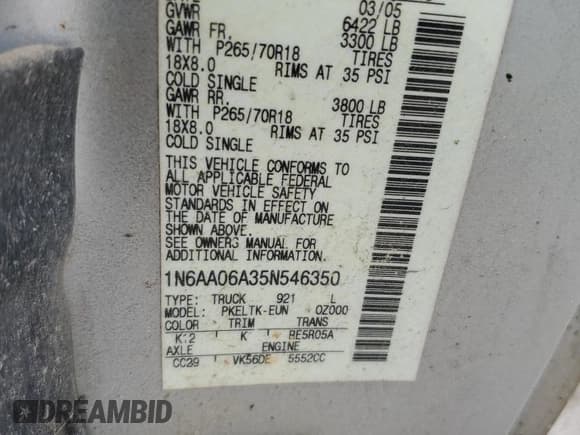 03/05
GVWR 6422 LB
GAWR FR. 3300 LB
WITH P265/70R18 TIRES
18X8.0 RIMS AT 35 PSI
COLD SINGLE
GAWR RR. 3800 LB
WITH P265/70R18 TIRES
18X8.0 RIMS AT 35 PSI
COLD SINGLE
THIS VEHICLE CONFORMS TO
ALL APPLICABLE FEDERAL
MOTOR VEHICLE SAFETY
STANDARDS IN EFFECT ON
THE DATE OF MANUFACTURE
SHOWN ABOVE.
SEE OWNERS MANUAL FOR
ADDITIONAL INFORMATION.
1N6AA06A35N546350
TYPE: TRUCK 921 L
MODEL: PKELTK-EUN 0Z000
COLOR TRIM TRANS
K12 K RE5R05A
AXLE ENGINE
CC29 VK56DE 5552CC
DREAMBID